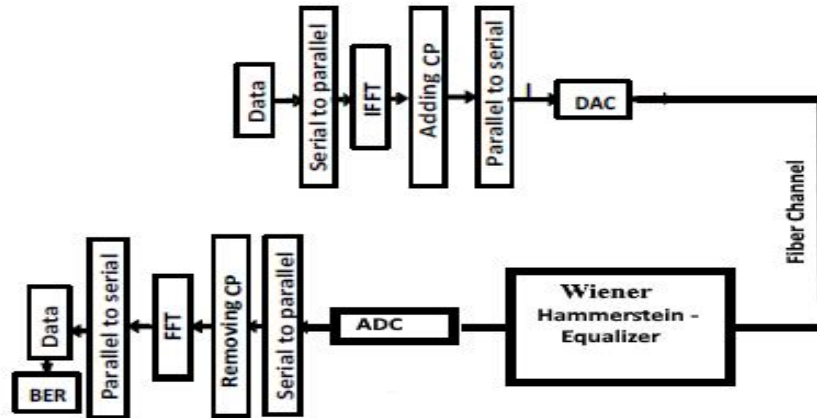 Data
Serial to parallel
IFFT
Adding CP
Parallel to serial
DAC
Fiber Channel
Wiener
Hammerstein -
Equalizer
ADC
Serial to parallel
Removing CP
FFT
Parallel to serial
Data
BER